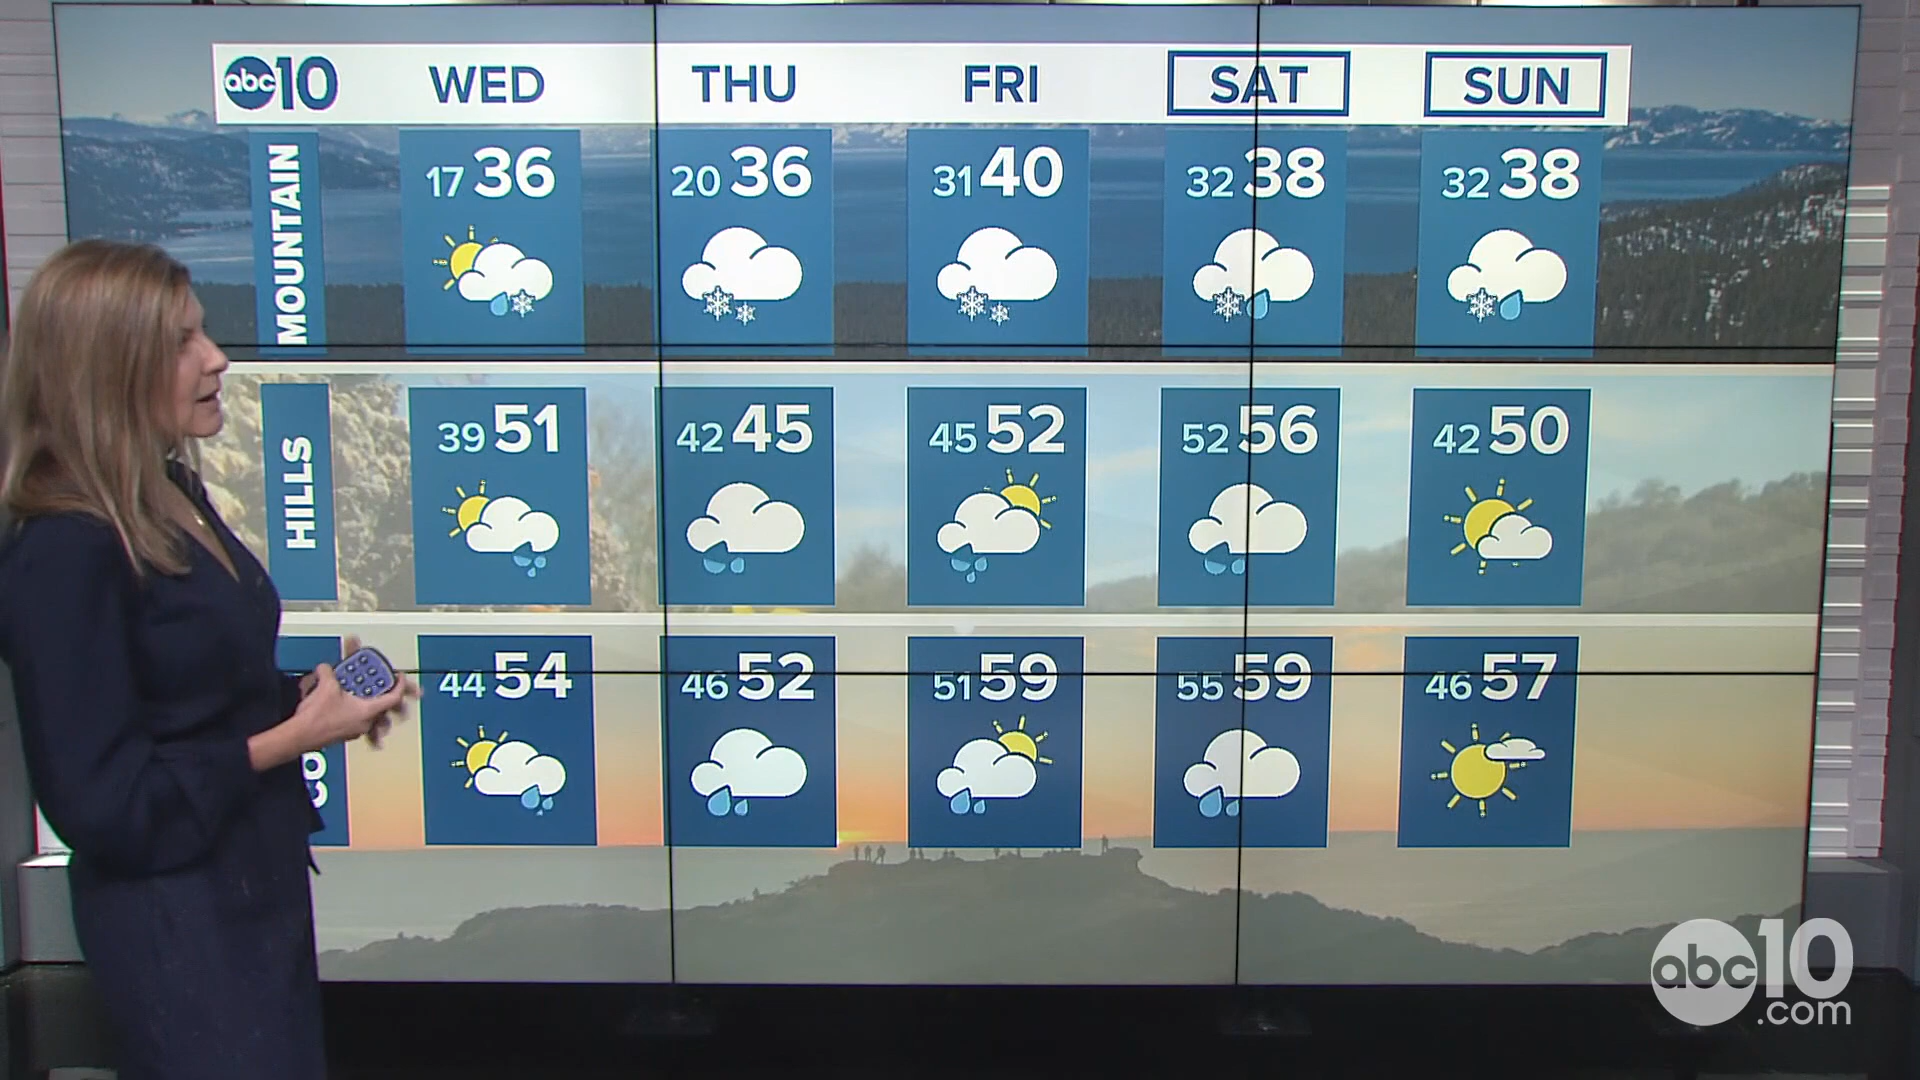 abc10 WED THU FRI SAT SUN
MOUNTAIN
17 36 20 36 31 40 32 38 32 38
HILLS
39 51 42 45 45 52 52 56 42 50
44 54 46 52 51 59 55 59 46 57
abc10
.com